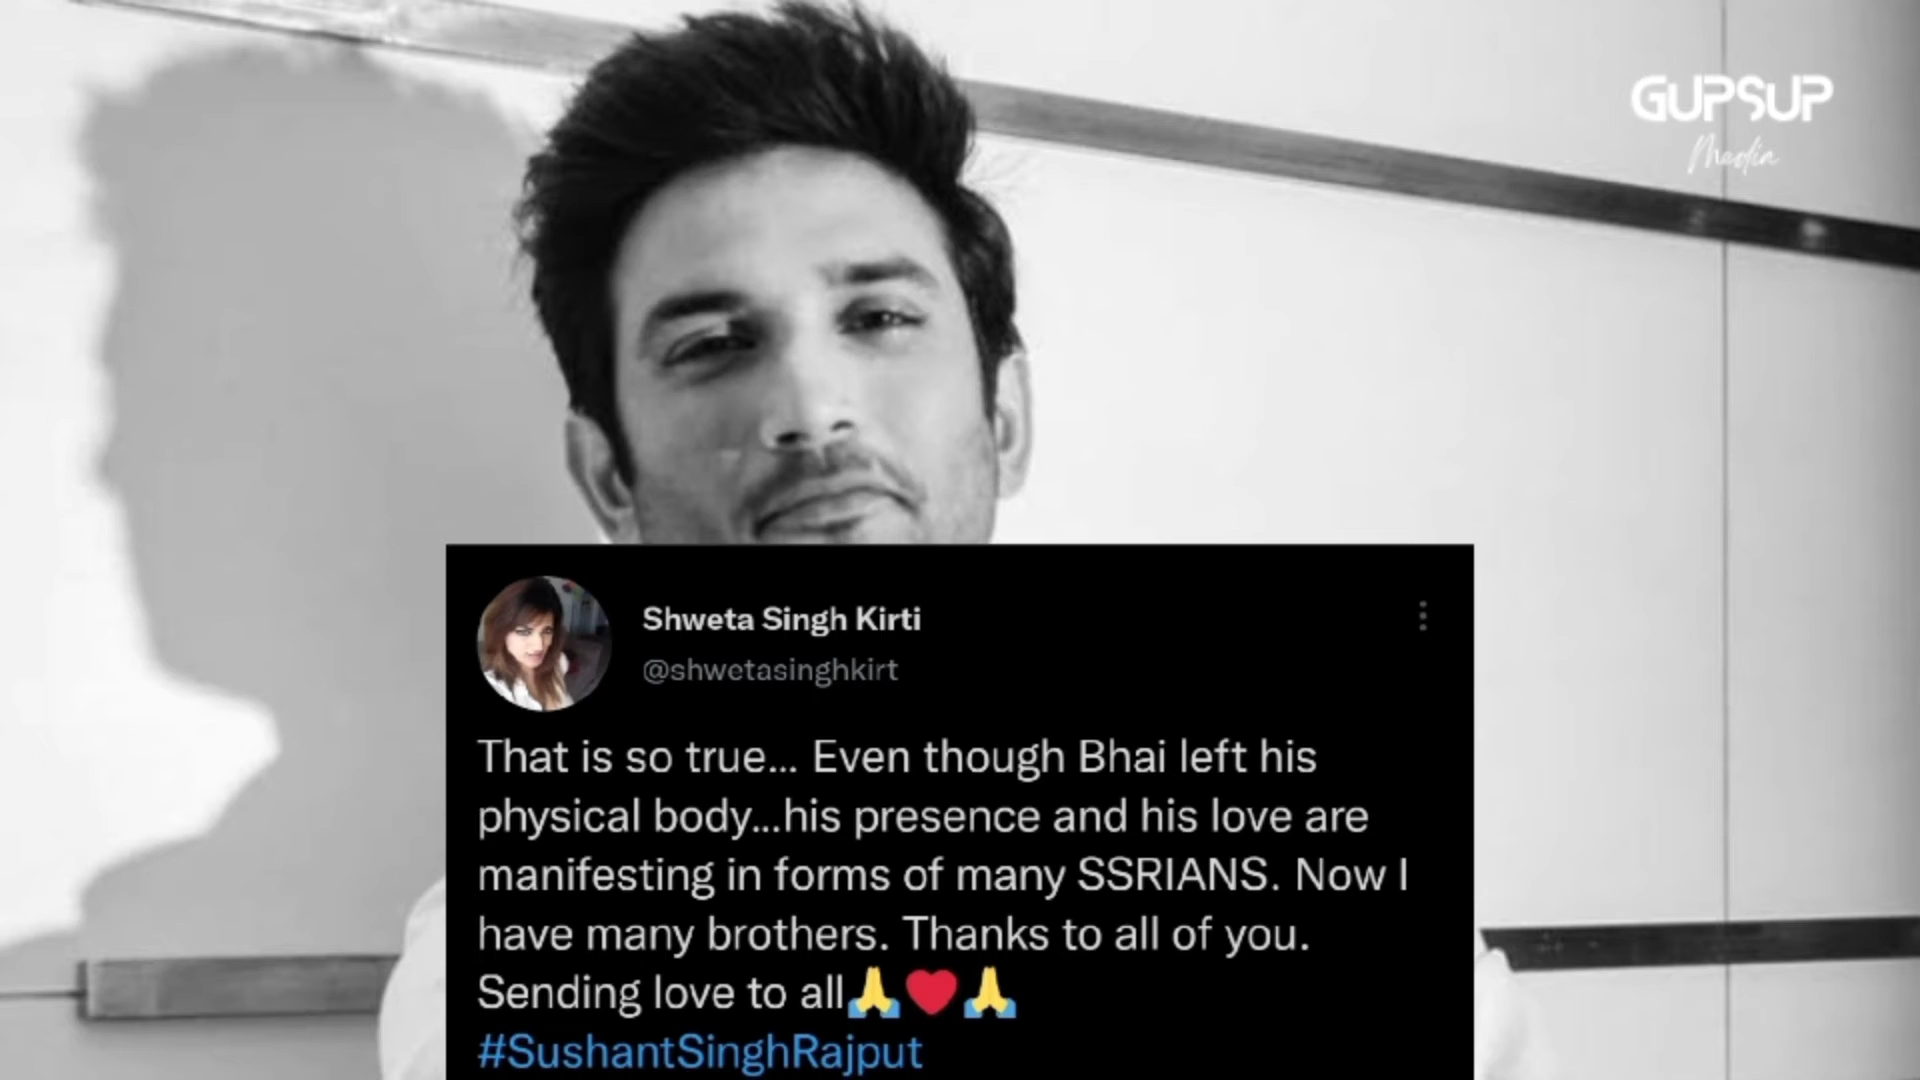 GUPSUP
Media
Shweta Singh Kirti
@shwetasinghkirt
That is so true... Even though Bhai left his
physical body...his presence and his love are
manifesting in forms of many SSRIANS. Now I
have many brothers. Thanks to all of you.
Sending love to all🙏❤️🙏
#SushantSinghRajput